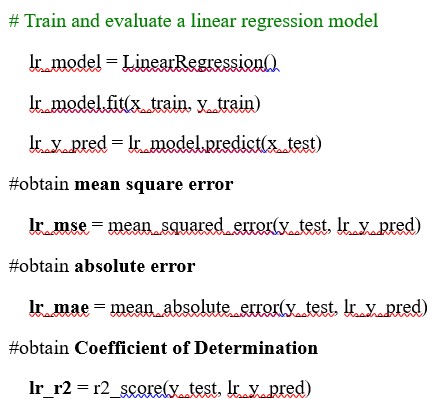 # Train and evaluate a linear regression model
lr_model = LinearRegression()
lr_model.fit(x_train, y_train)
lr_y_pred = lr_model.predict(x_test)
#obtain mean square error
lr_mse = mean_squared_error(y_test, lr_y_pred)
#obtain absolute error
lr_mae = mean_absolute_error(y_test, lr_y_pred)
#obtain Coefficient of Determination
lr_r2 = r2_score(y_test, lr_y_pred)